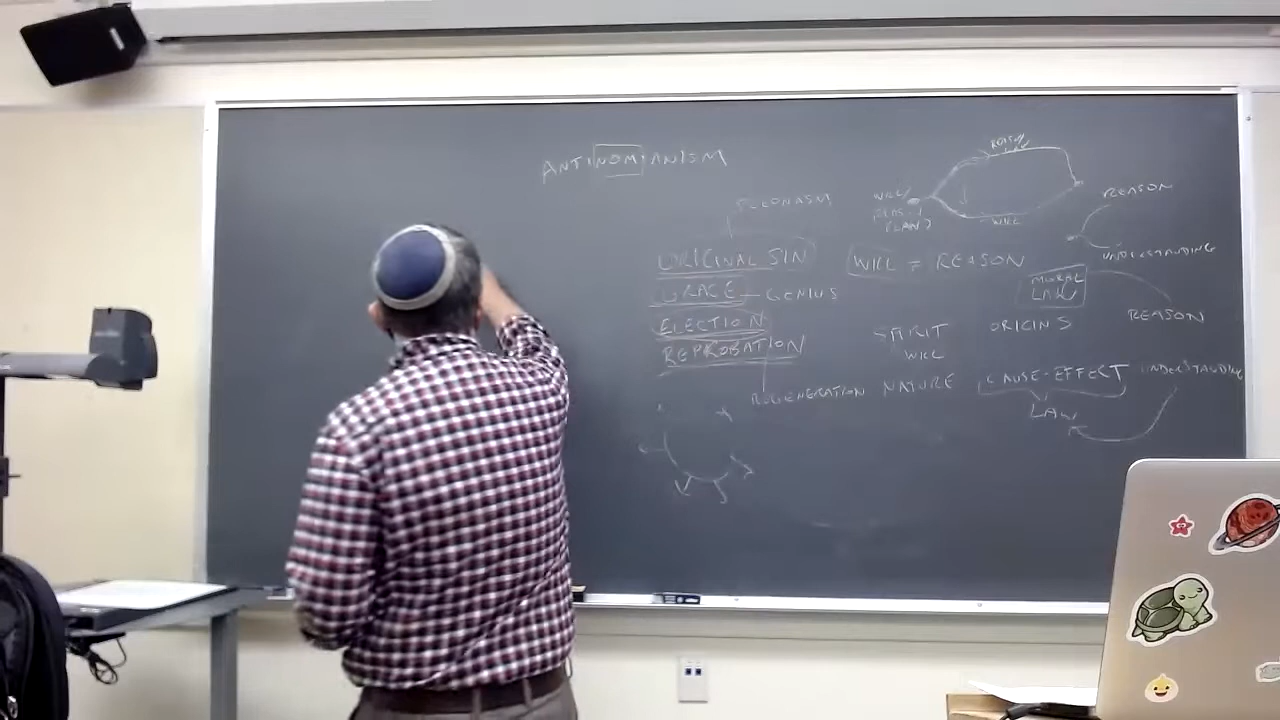 ANTINOMIANISM
ORIGINAL SIN
GRACE - GENIUS
ELECTION
REPROBATION
REGENERATION
WILL
WILL = REASON
REASON
UNDERSTANDING
MORAL
LAW
REASON
SPIRIT ORIGINS
WILL
NATURE CAUSE-EFFECT UNDERSTANDING
LAW